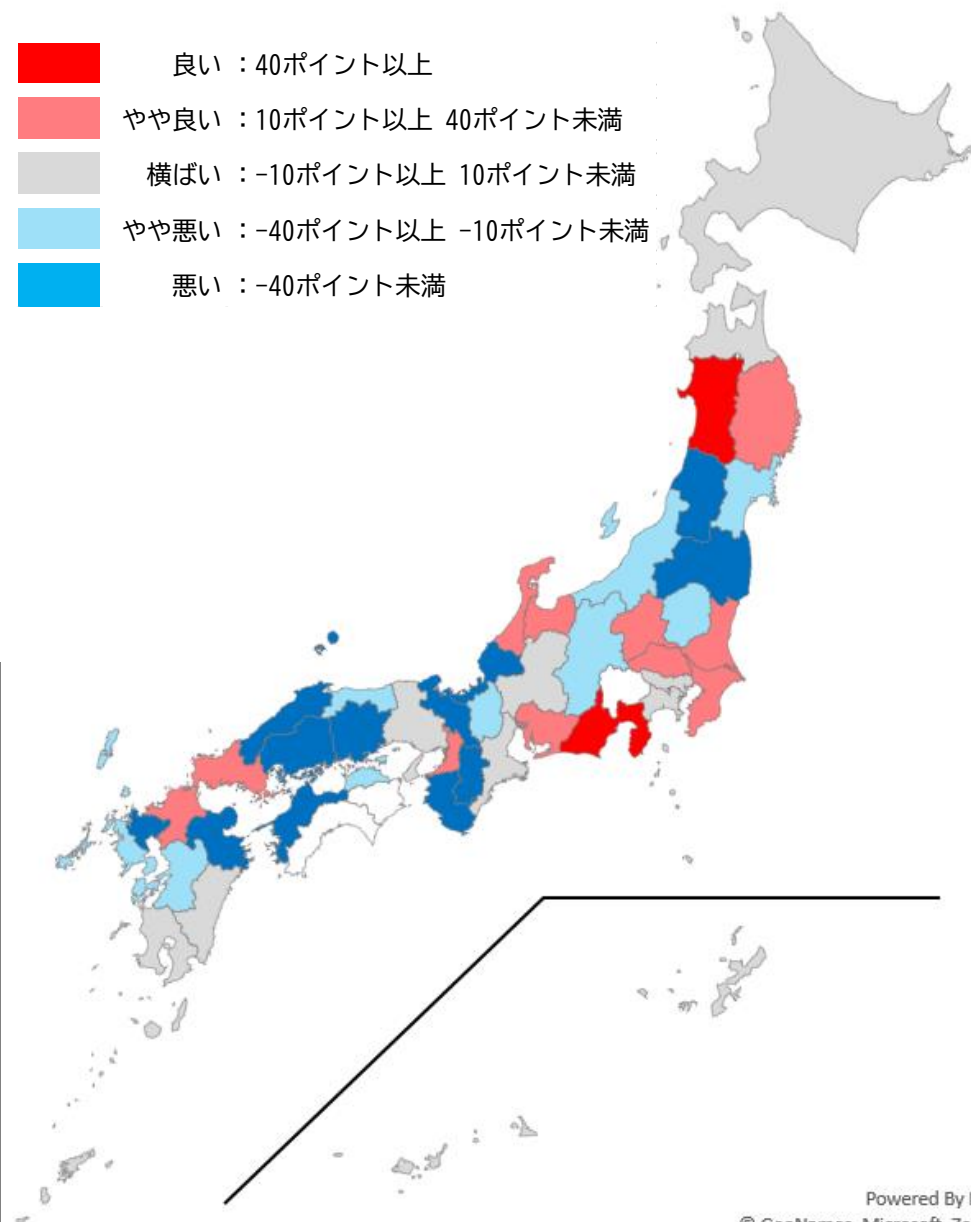 良い :40ポイント以上
やや良い :10ポイント以上 40ポイント未満
横ばい :-10ポイント以上 10ポイント未満
やや悪い :-40ポイント以上 -10ポイント未満
悪い :-40ポイント未満
Powered By
© GeoNames, Microsoft,